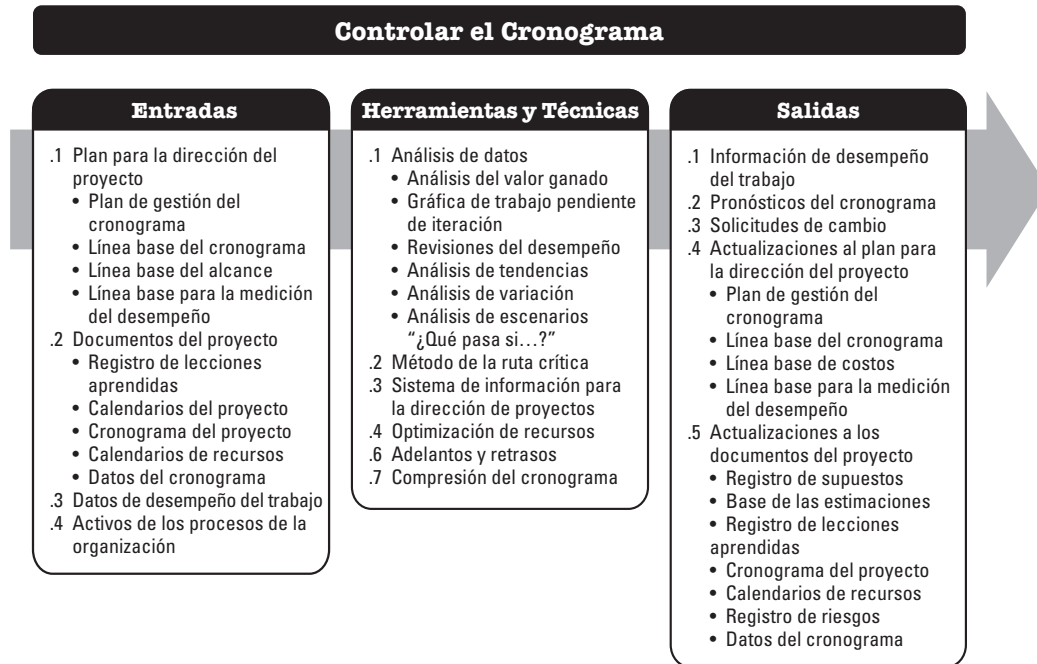 Controlar el Cronograma
Entradas
.1 Plan para la dirección del
proyecto
• Plan de gestión del
cronograma
• Línea base del cronograma
• Línea base del alcance
• Línea base para la medición
del desempeño
.2 Documentos del proyecto
• Registro de lecciones
aprendidas
• Calendarios del proyecto
• Cronograma del proyecto
• Calendarios de recursos
• Datos del cronograma
.3 Datos de desempeño del trabajo
.4 Activos de los procesos de la
organización
Herramientas y Técnicas
.1 Análisis de datos
• Análisis del valor ganado
• Gráfica de trabajo pendiente
de iteración
• Revisiones del desempeño
• Análisis de tendencias
• Análisis de variación
• Análisis de escenarios
“¿Qué pasa si…?”
.2 Método de la ruta crítica
.3 Sistema de información para
la dirección de proyectos
.4 Optimización de recursos
.6 Adelantos y retrasos
.7 Compresión del cronograma
Salidas
.1 Información de desempeño
del trabajo
.2 Pronósticos del cronograma
.3 Solicitudes de cambio
.4 Actualizaciones al plan para
la dirección del proyecto
• Plan de gestión del
cronograma
• Línea base del cronograma
• Línea base de costos
• Línea base para la medición
del desempeño
.5 Actualizaciones a los
documentos del proyecto
• Registro de supuestos
• Base de las estimaciones
• Registro de lecciones
aprendidas
• Cronograma del proyecto
• Calendarios de recursos
• Registro de riesgos
• Datos del cronograma